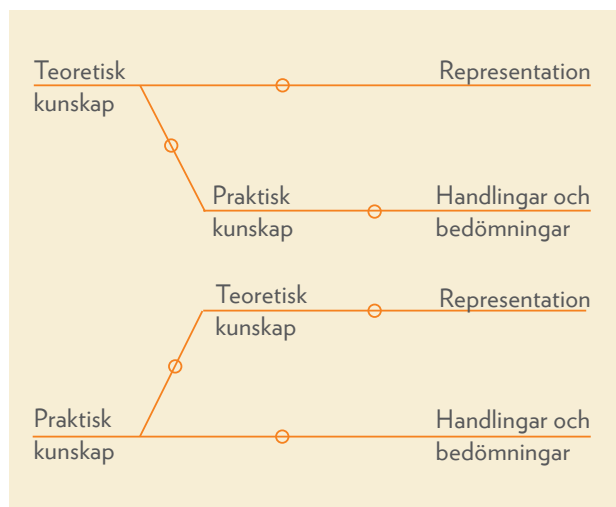 Teoretisk
kunskap
Representation
Praktisk
kunskap
Handlingar och
bedömningar
Teoretisk
kunskap
Representation
Praktisk
kunskap
Handlingar och
bedömningar